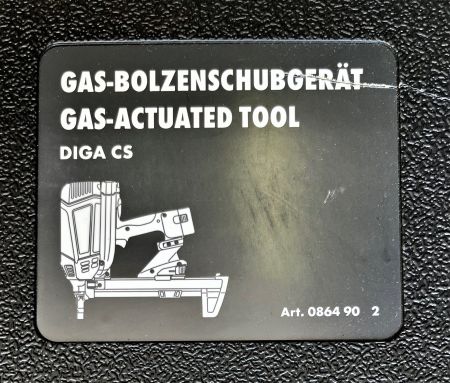 GAS-BOLZENSCHUBGERÄT
GAS-ACTUATED TOOL
DIGA CS
Art. 0864 90 2